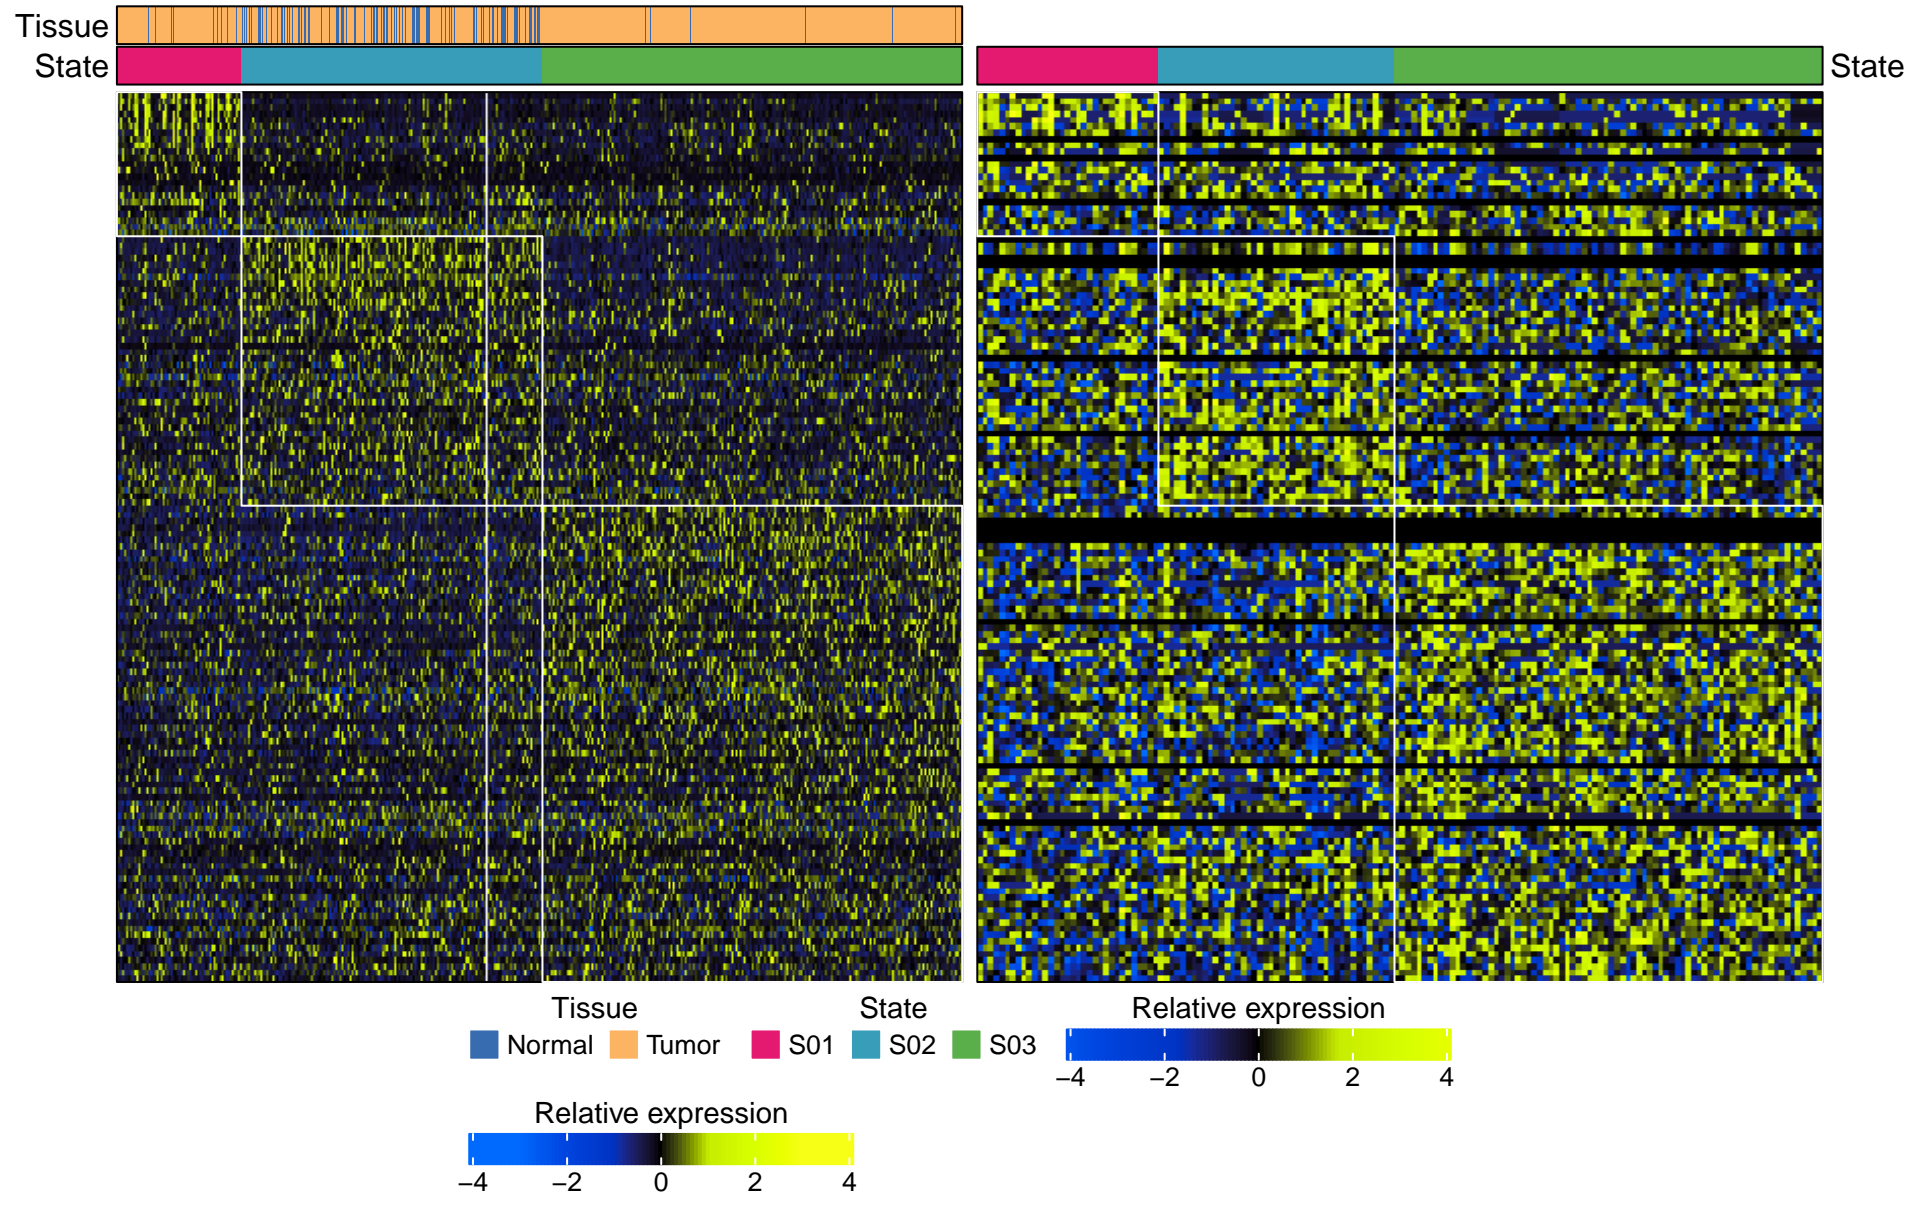 Tissue
State
State
Tissue
Normal Tumor
State
S01 S02 S03
Relative expression
−4 −2 0 2 4
Relative expression
−4 −2 0 2 4